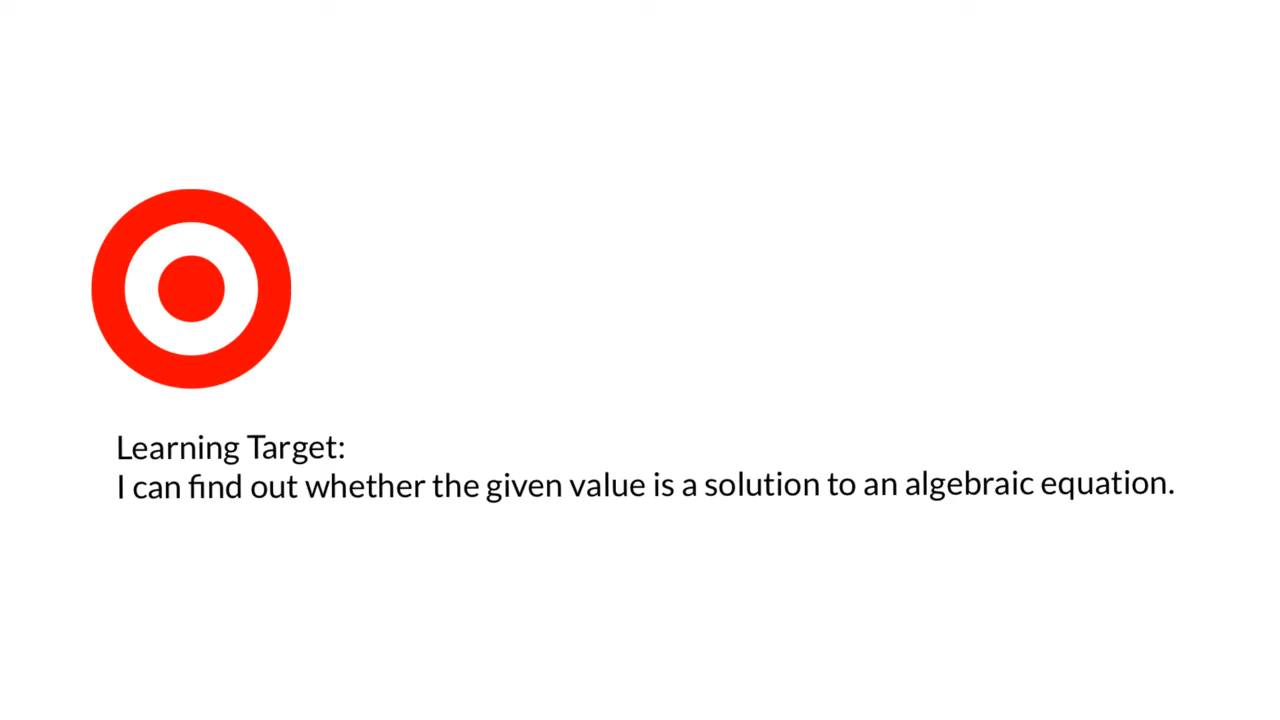 Learning Target:
I can find out whether the given value is a solution to an algebraic equation.